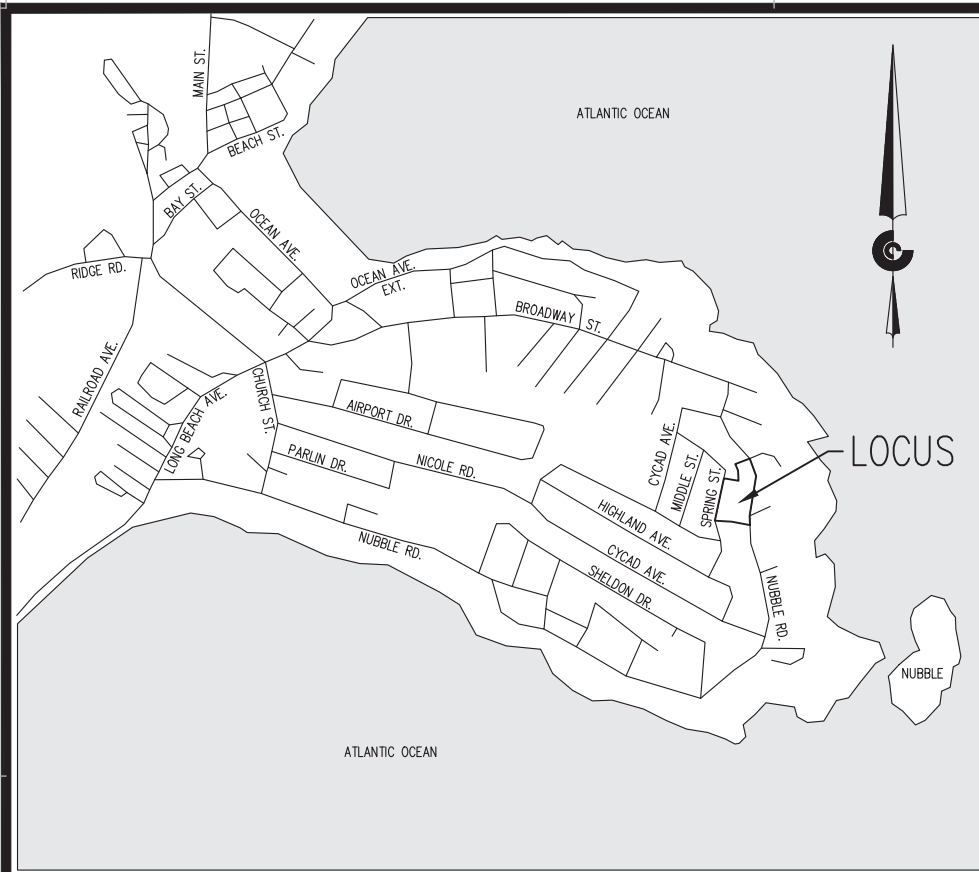 MAIN ST.
ATLANTIC OCEAN
BEACH ST.
BAY ST.
OCEAN AVE.
RIDGE RD.
OCEAN AVE.
EXT.
BROADWAY ST.
RAILROAD AVE.
LONG BEACH AVE.
CHURCH ST.
AIRPORT DR.
PARLIN DR.
NICOLE RD.
CYCAD AVE.
MIDDLE ST.
SPRING ST.
LOCUS
HIGHLAND AVE.
NUBBLE RD.
CYCAD AVE.
SHELDON DR.
NUBBLE RD.
NUBBLE
ATLANTIC OCEAN